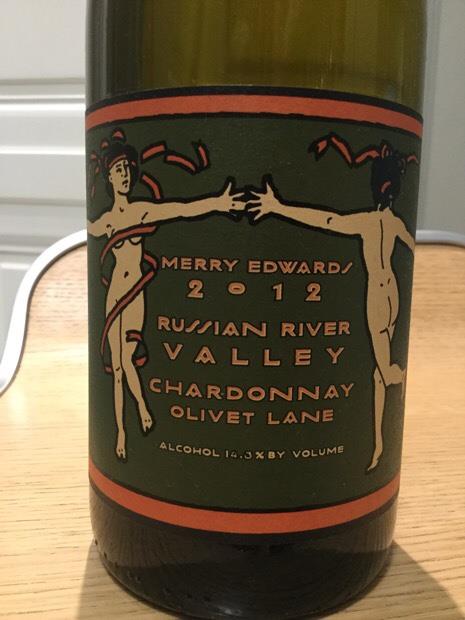 MERRY EDWARDS
2012
RUSSIAN RIVER
VALLEY
CHARDONNAY
OLIVET LANE
ALCOHOL 14.3% BY VOLUME